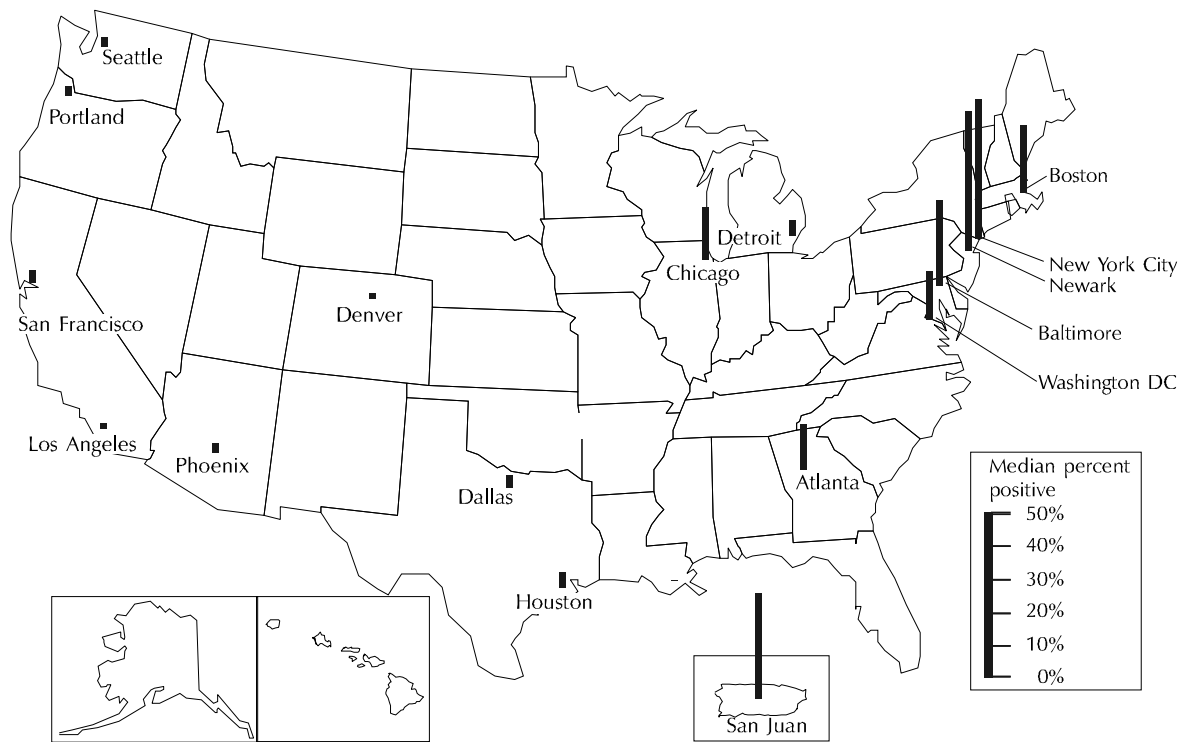 Seattle
Portland
Boston
Detroit
Chicago
New York City
Newark
San Francisco
Denver
Baltimore
Washington DC
Los Angeles
Phoenix
Dallas
Atlanta
Houston
San Juan
Median percent
positive
50%
40%
30%
20%
10%
0%